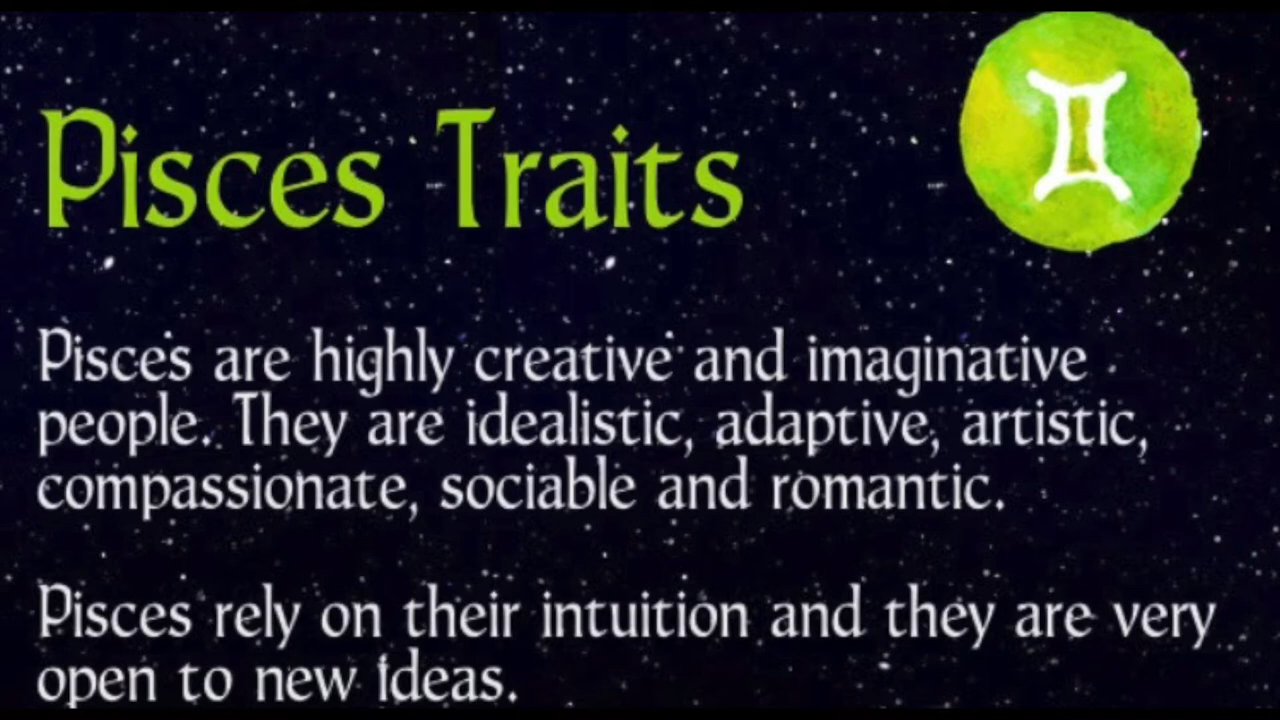 Pisces Traits
Pisces are highly creative and imaginative
people. They are idealistic, adaptive, artistic,
compassionate, sociable and romantic.
Pisces rely on their intuition and they are very
open to new ideas.